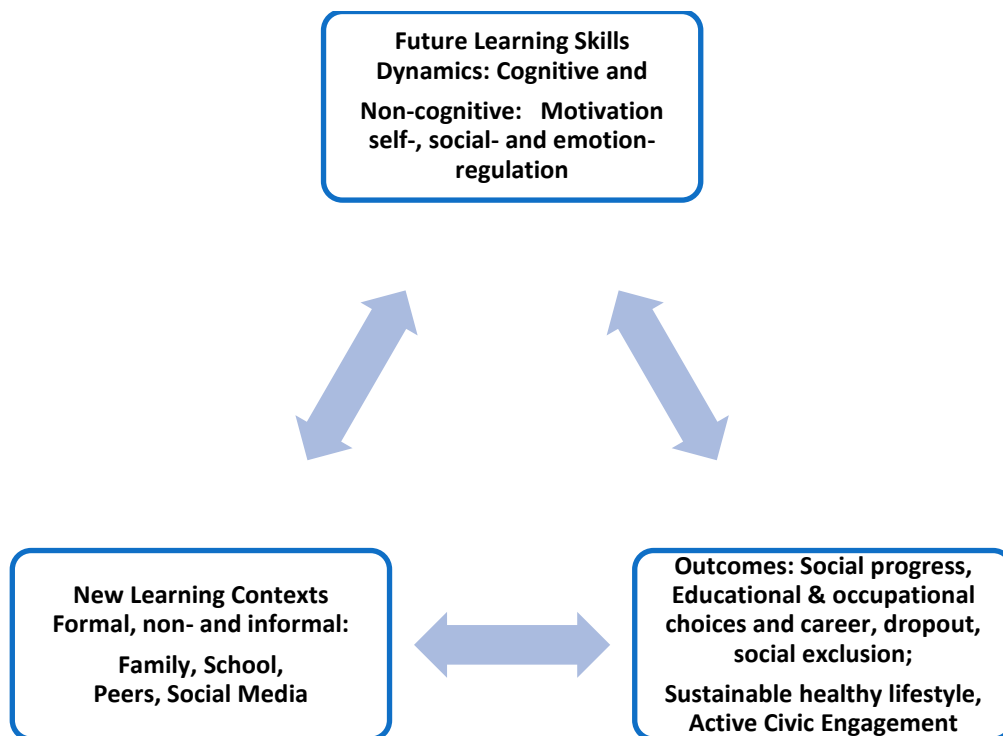 Future Learning Skills
Dynamics: Cognitive and
Non-cognitive: Motivation
self-, social- and emotion-
regulation
New Learning Contexts
Formal, non- and informal:
Family, School,
Peers, Social Media
Outcomes: Social progress,
Educational & occupational
choices and career, dropout,
social exclusion;
Sustainable healthy lifestyle,
Active Civic Engagement